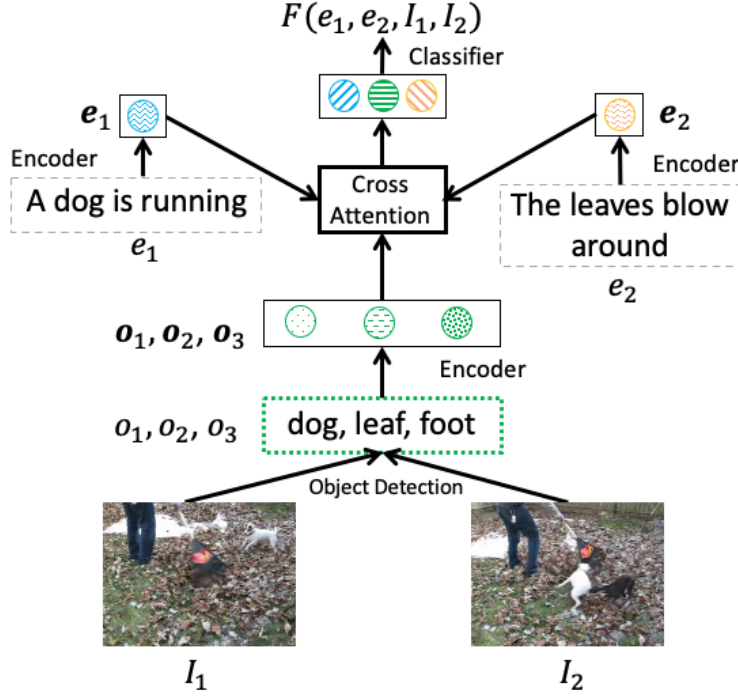 F(e₁, e₂, I₁, I₂)
Classifier
e₁
e₂
Encoder
Encoder
A dog is running
Cross
Attention
The leaves blow
around
e₁
e₂
o₁, o₂, o₃
Encoder
o₁, o₂, o₃
dog, leaf, foot
Object Detection
I₁
I₂